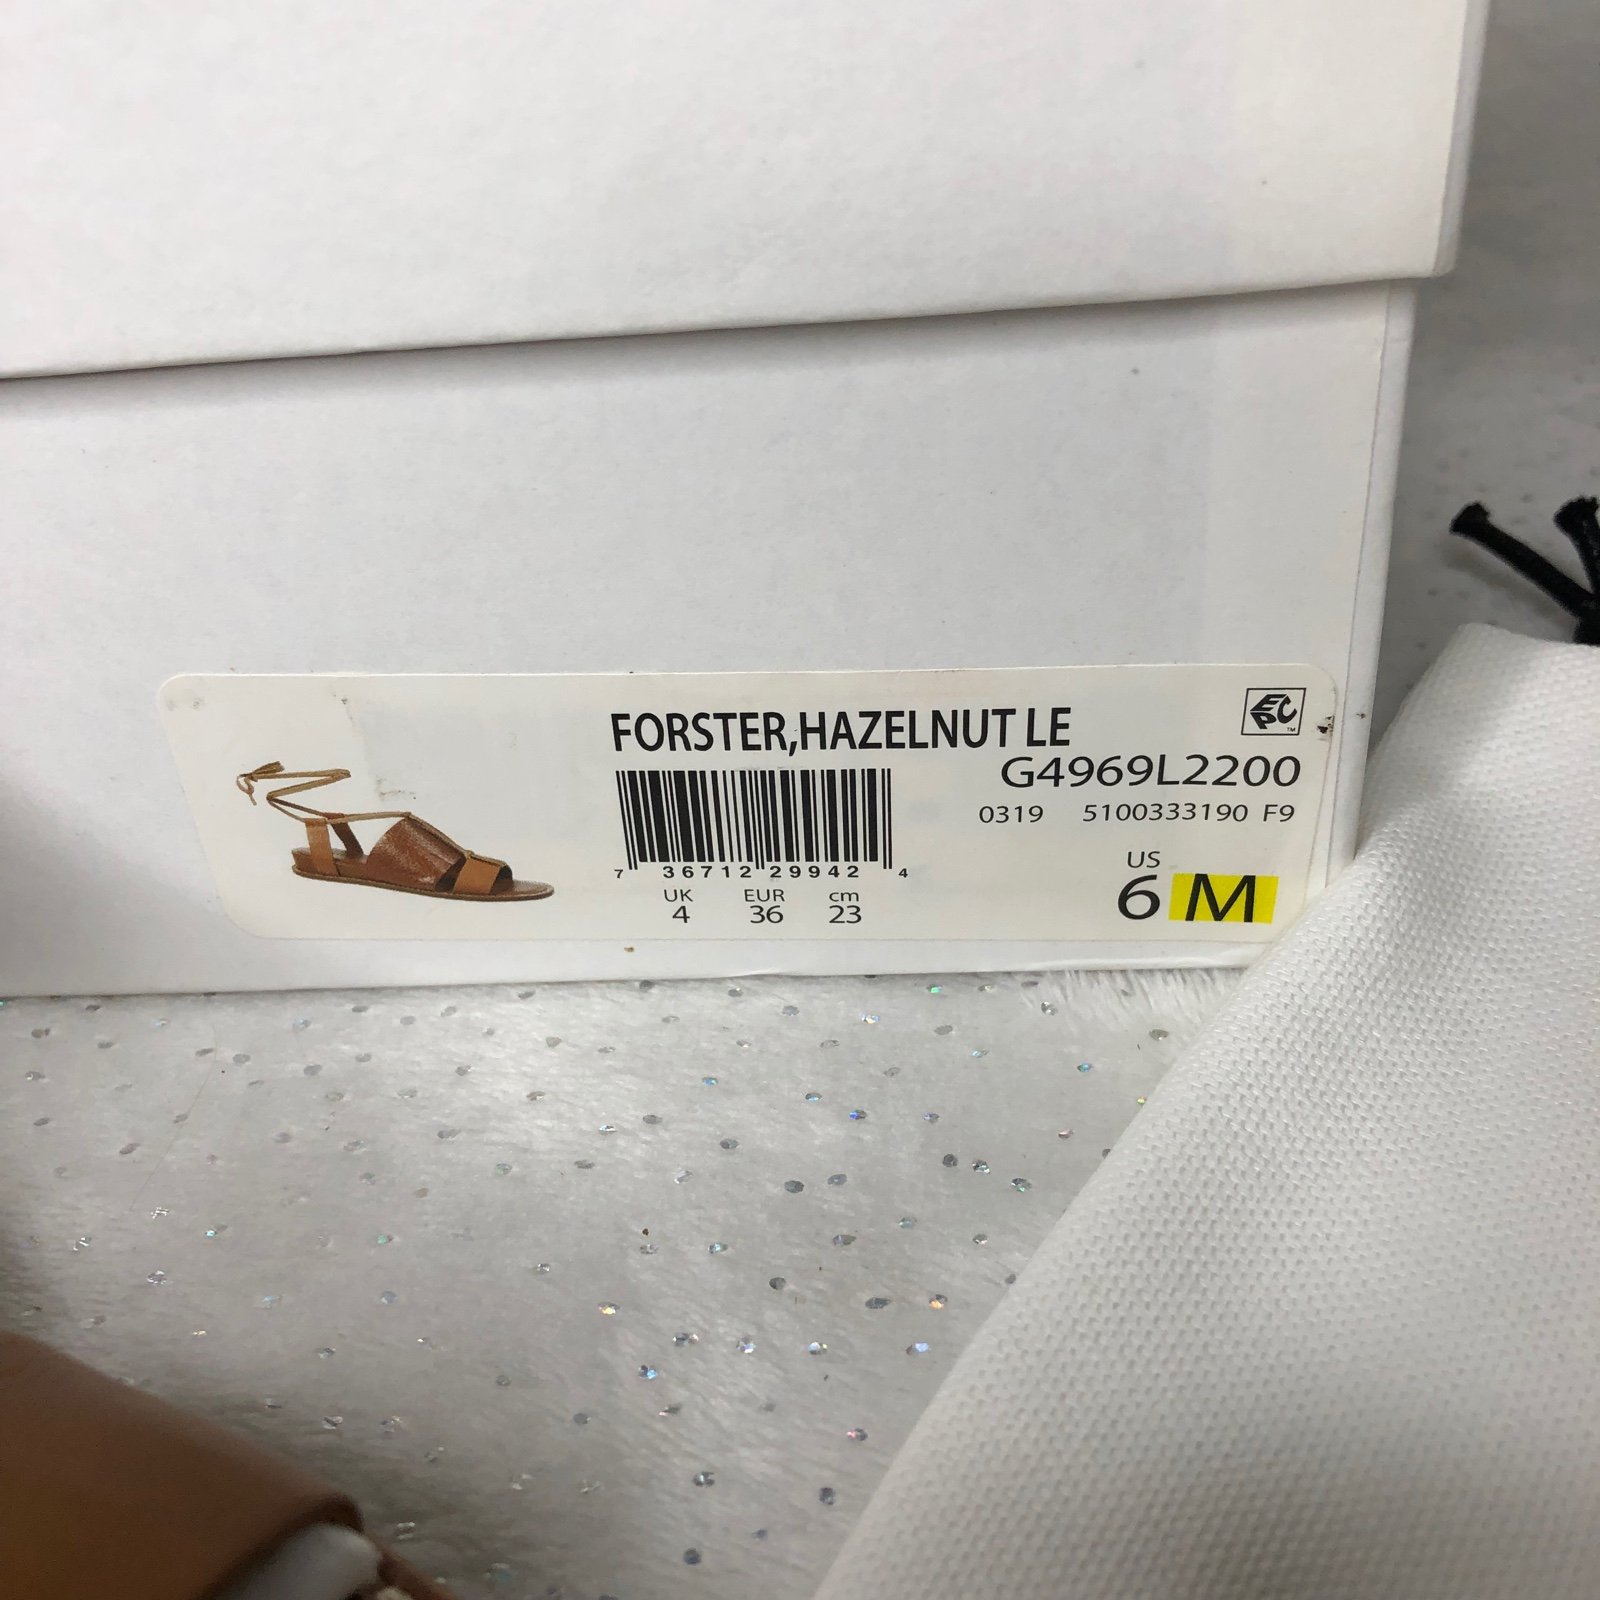 FORSTER,HAZELNUT LE
EPC
TM
G4969L2200
0319 5100333190 F9
7 36712 29942 4
UK EUR cm
4 36 23
US
6 M